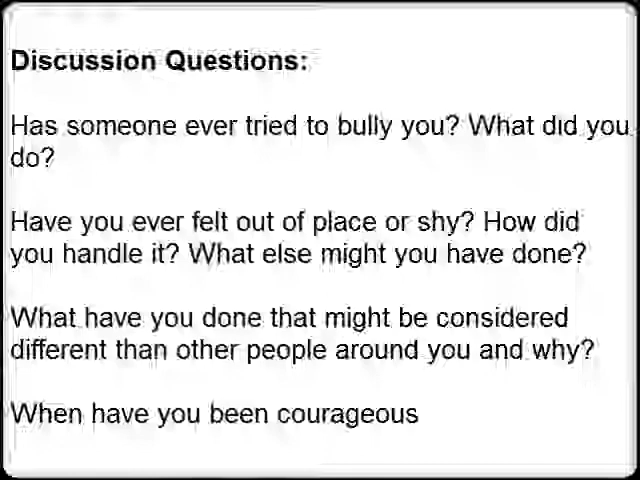 Discussion Questions:
Has someone ever tried to bully you? What did you
do?
Have you ever felt out of place or shy? How did
you handle it? What else might you have done?
What have you done that might be considered
different than other people around you and why?
When have you been courageous